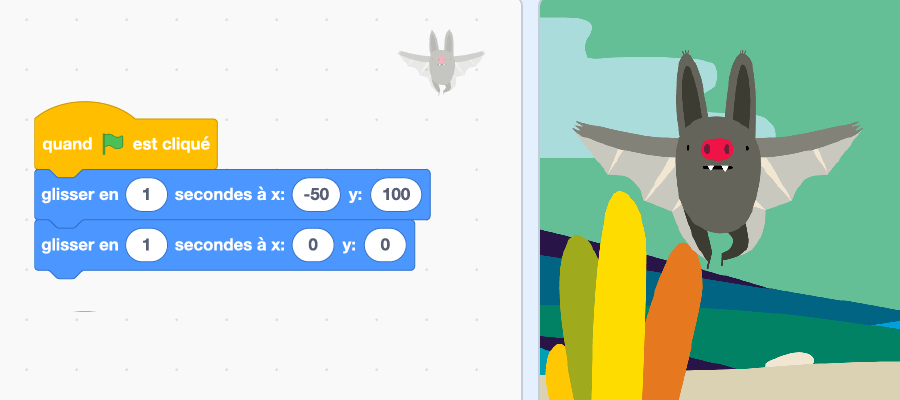 quand est cliqué
glisser en 1 secondes à x: -50 y: 100
glisser en 1 secondes à x: 0 y: 0